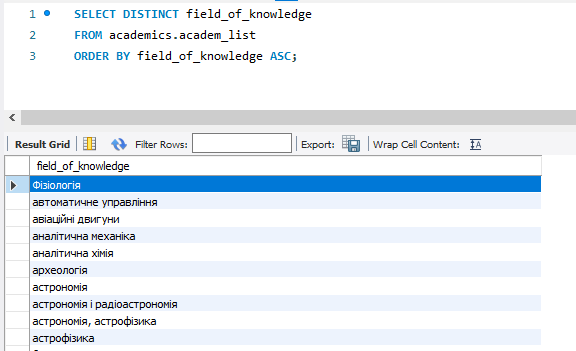 1 SELECT DISTINCT field_of_knowledge
2 FROM academics.academ_list
3 ORDER BY field_of_knowledge ASC;
Result Grid Filter Rows: Export: Wrap Cell Content:
field_of_knowledge
Фізіологія
автоматичне управління
авіаційні двигуни
аналітична механіка
аналітична хімія
археологія
астрономія
астрономія і радіоастрономія
астрономія, астрофізика
астрофізика